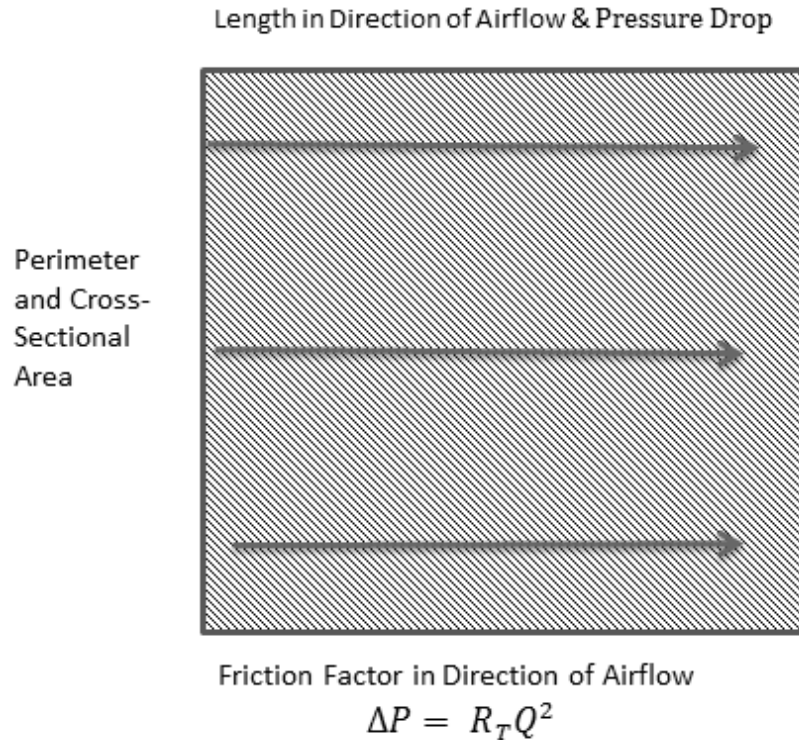 Length in Direction of Airflow & Pressure Drop
Perimeter
and Cross-
Sectional
Area
Friction Factor in Direction of Airflow
ΔP = R_T Q²